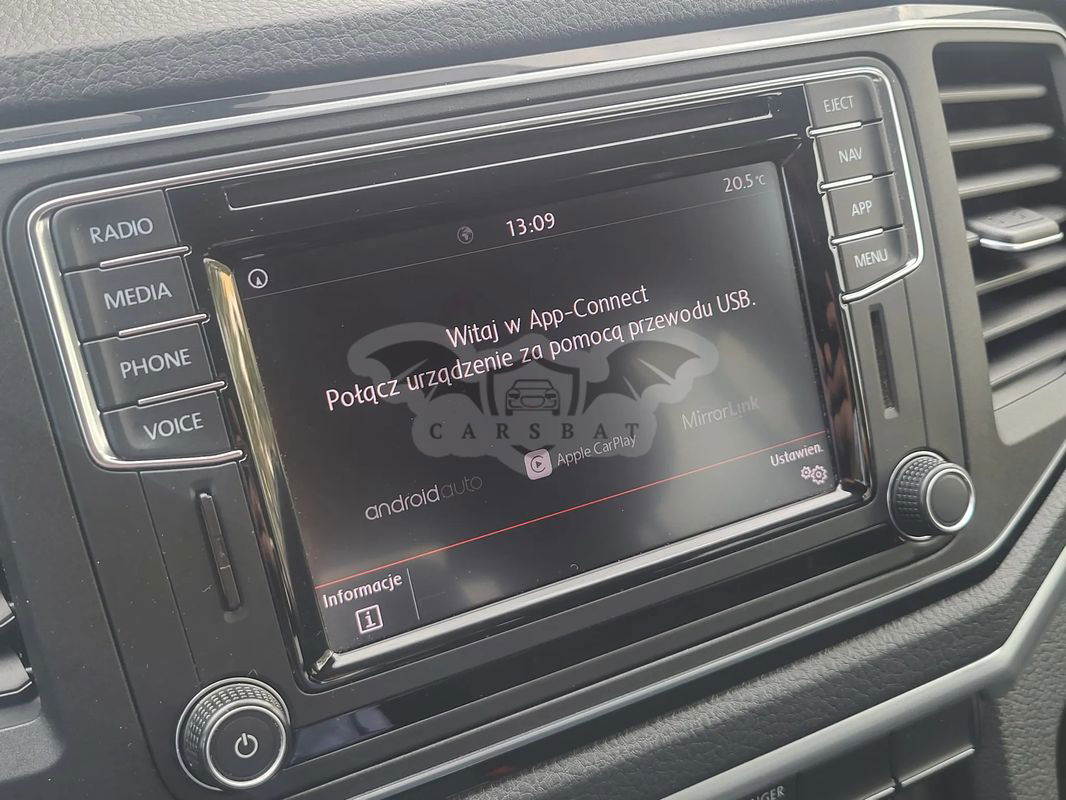 EJECT
NAV
APP
MENU
RADIO
MEDIA
PHONE
VOICE
13:09
20.5 °C
Witaj w App-Connect
Połącz urządzenie za pomocą przewodu USB.
CARSBAT
MirrorLink
Apple CarPlay
androidauto
Ustawien.
Informacje
i